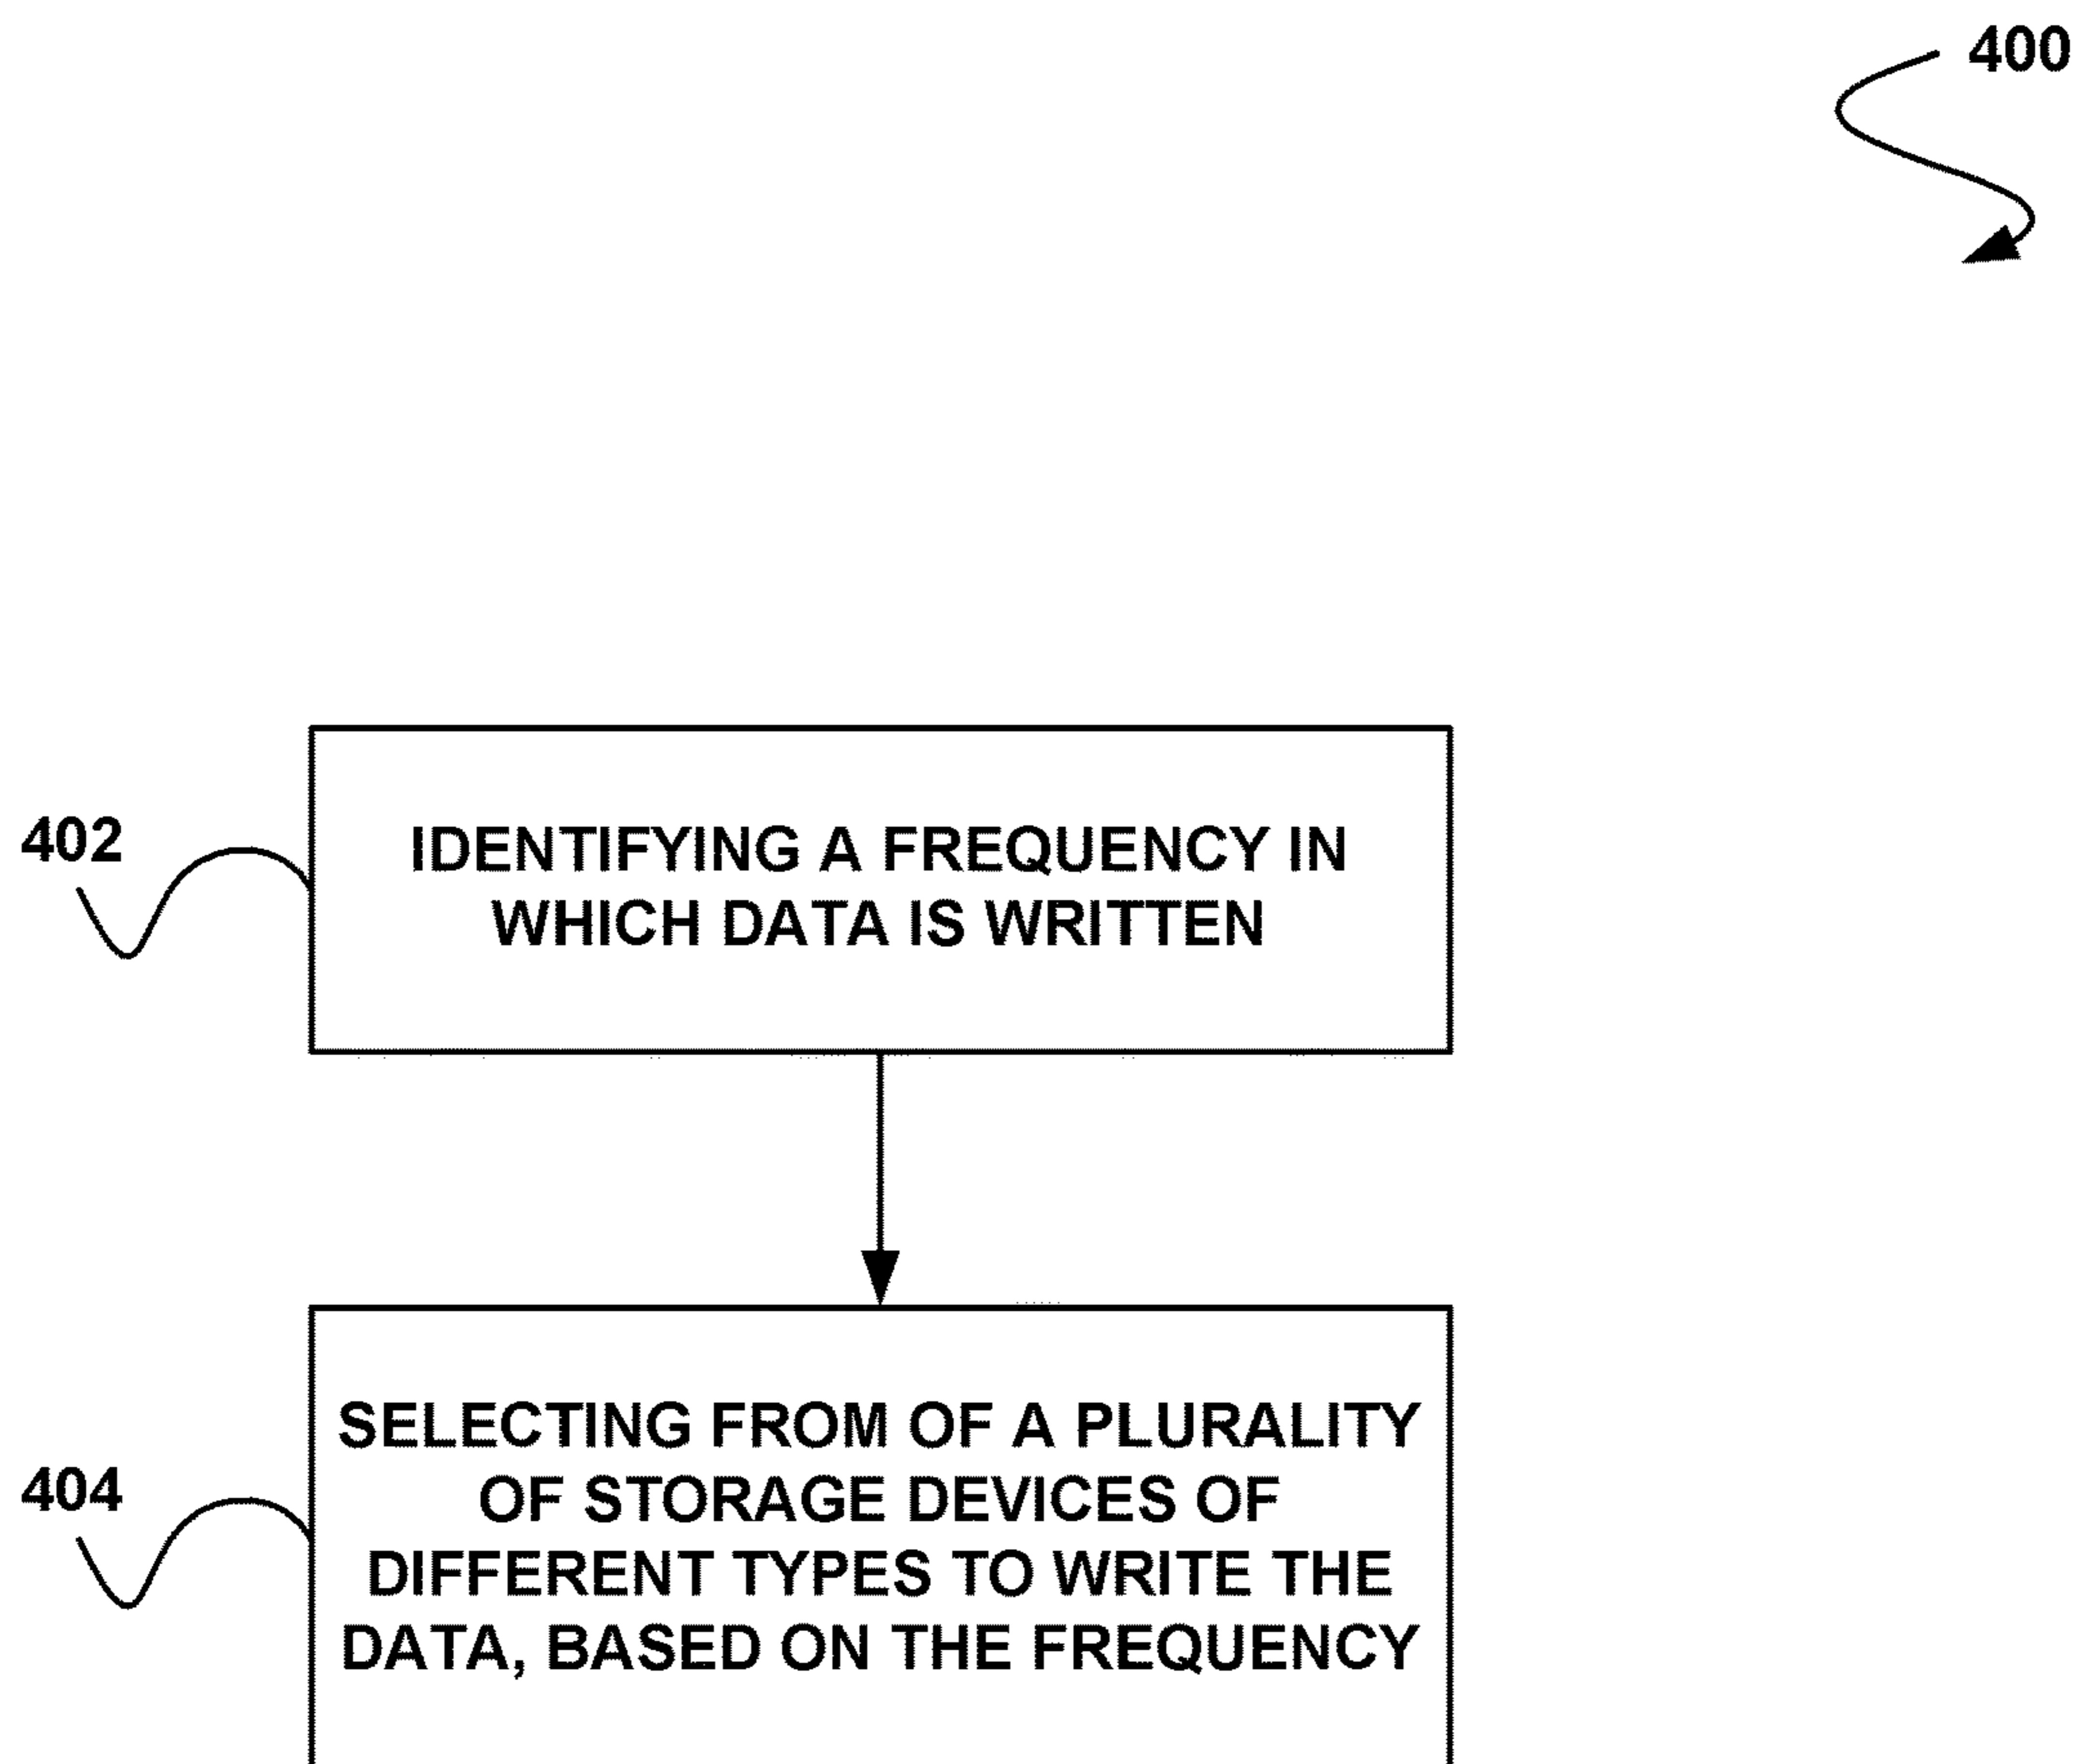 400
402
IDENTIFYING A FREQUENCY IN
WHICH DATA IS WRITTEN
404
SELECTING FROM OF A PLURALITY
OF STORAGE DEVICES OF
DIFFERENT TYPES TO WRITE THE
DATA, BASED ON THE FREQUENCY